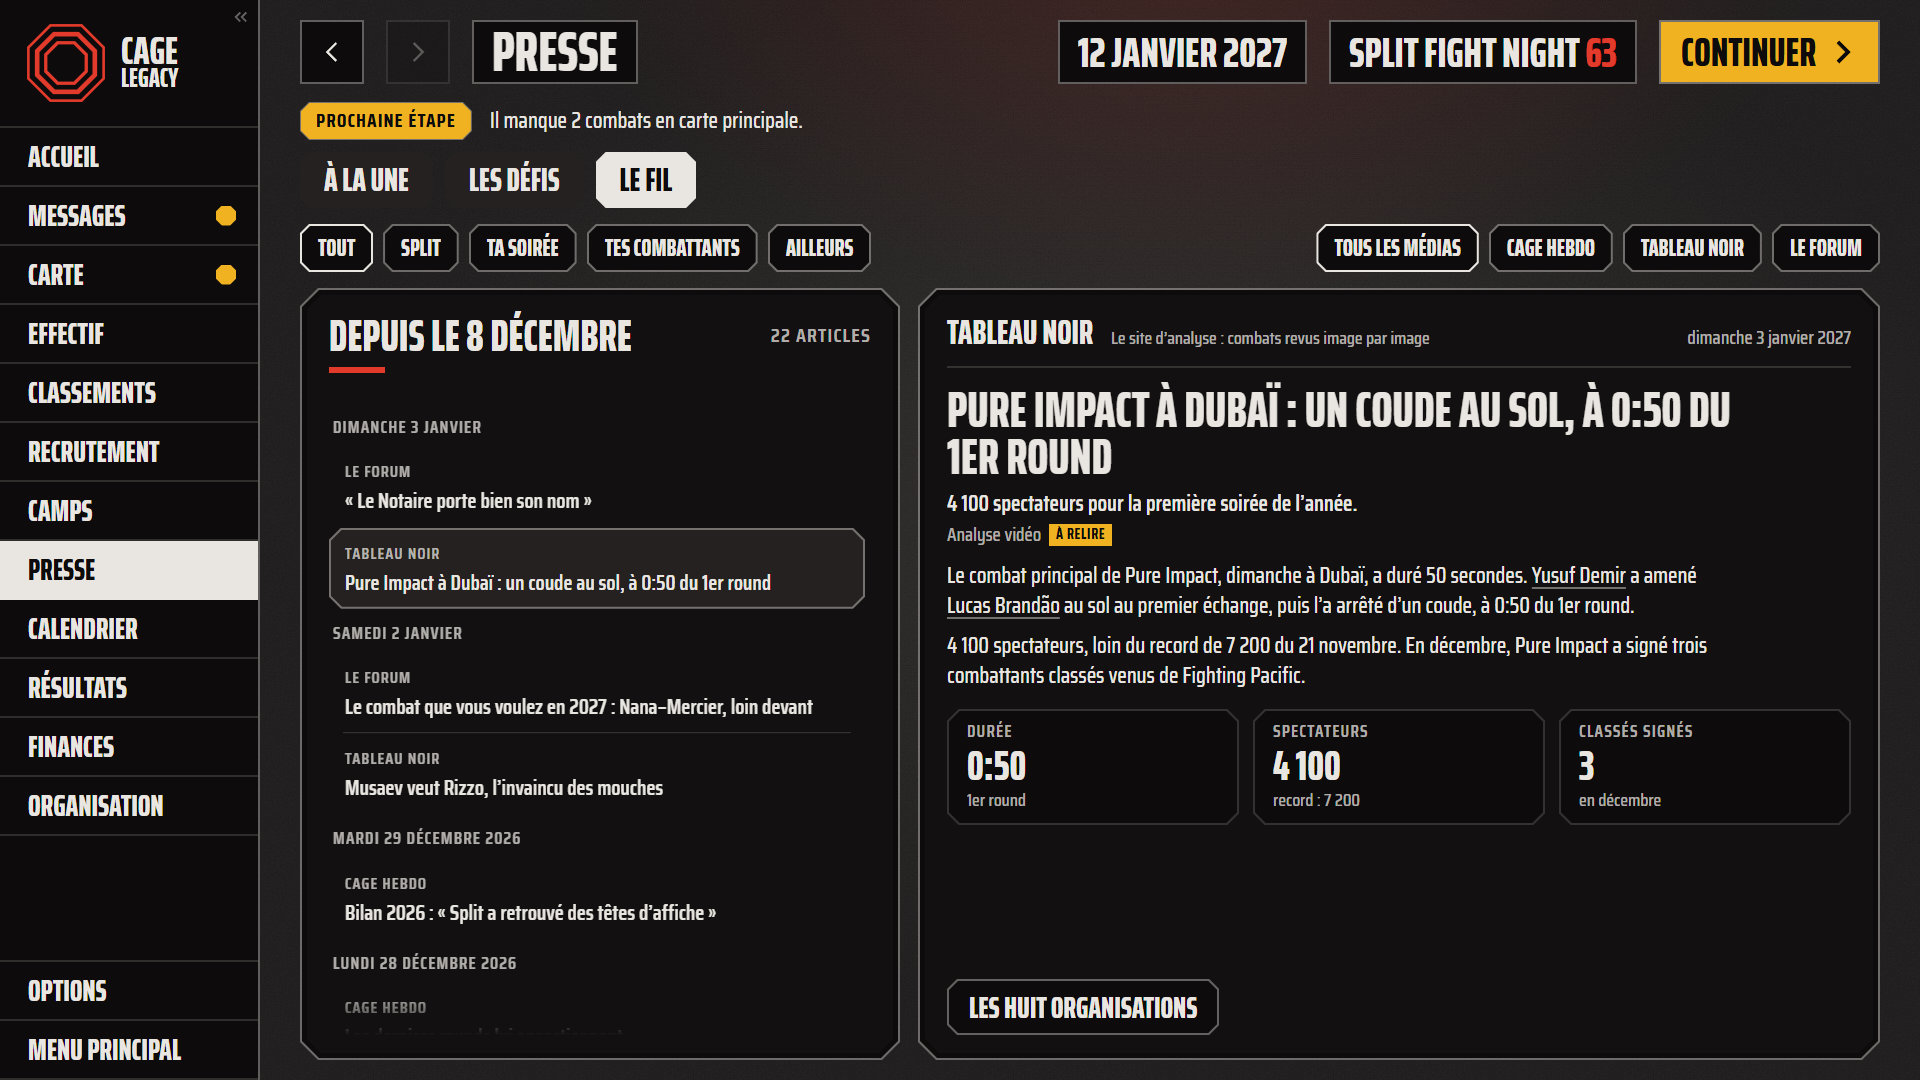 CAGE
LEGACY
«
PRESSE
12 JANVIER 2027
SPLIT FIGHT NIGHT 63
CONTINUER
PROCHAINE ÉTAPE
Il manque 2 combats en carte principale.
À LA UNE
LES DÉFIS
LE FIL
TOUT
SPLIT
TA SOIRÉE
TES COMBATTANTS
AILLEURS
TOUS LES MÉDIAS
CAGE HEBDO
TABLEAU NOIR
LE FORUM
ACCUEIL
MESSAGES
CARTE
EFFECTIF
CLASSEMENTS
RECRUTEMENT
CAMPS
PRESSE
CALENDRIER
RÉSULTATS
FINANCES
ORGANISATION
OPTIONS
MENU PRINCIPAL
DEPUIS LE 8 DÉCEMBRE
22 ARTICLES
DIMANCHE 3 JANVIER
LE FORUM
« Le Notaire porte bien son nom »
TABLEAU NOIR
Pure Impact à Dubaï : un coude au sol, à 0:50 du 1er round
SAMEDI 2 JANVIER
LE FORUM
Le combat que vous voulez en 2027 : Nana–Mercier, loin devant
TABLEAU NOIR
Musaev veut Rizzo, l'invaincu des mouches
MARDI 29 DÉCEMBRE 2026
CAGE HEBDO
Bilan 2026 : « Split a retrouvé des têtes d'affiche »
LUNDI 28 DÉCEMBRE 2026
CAGE HEBDO
TABLEAU NOIR
Le site d'analyse : combats revus image par image
dimanche 3 janvier 2027
PURE IMPACT À DUBAÏ : UN COUDE AU SOL, À 0:50 DU
1ER ROUND
4 100 spectateurs pour la première soirée de l'année.
Analyse vidéo
À RELIRE
Le combat principal de Pure Impact, dimanche à Dubaï, a duré 50 secondes. Yusuf Demir a amené
Lucas Brandão au sol au premier échange, puis l'a arrêté d'un coude, à 0:50 du 1er round.
4 100 spectateurs, loin du record de 7 200 du 21 novembre. En décembre, Pure Impact a signé trois
combattants classés venus de Fighting Pacific.
DURÉE
0:50
1er round
SPECTATEURS
4 100
record : 7 200
CLASSÉS SIGNÉS
3
en décembre
LES HUIT ORGANISATIONS